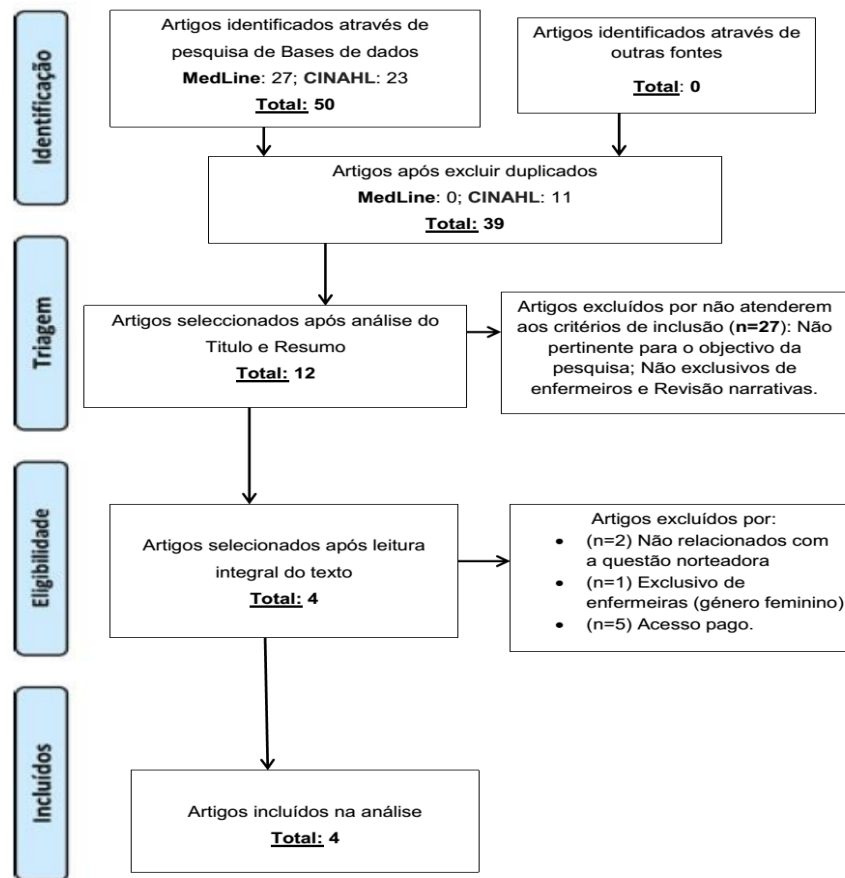 Identificação
Artigos identificados através de
pesquisa de Bases de dados
MedLine: 27; CINAHL: 23
Total: 50
Artigos identificados através de
outras fontes
Total: 0
Artigos após excluir duplicados
MedLine: 0; CINAHL: 11
Total: 39
Triagem
Artigos seleccionados após análise do
Titulo e Resumo
Total: 12
Artigos excluídos por não atenderem
aos critérios de inclusão (n=27): Não
pertinente para o objectivo da
pesquisa; Não exclusivos de
enfermeiros e Revisão narrativas.
Eligibilidade
Artigos selecionados após leitura
integral do texto
Total: 4
Artigos excluídos por:
• (n=2) Não relacionados com
a questão norteadora
• (n=1) Exclusivo de
enfermeiras (género feminino)
• (n=5) Acesso pago.
Incluídos
Artigos incluídos na análise
Total: 4